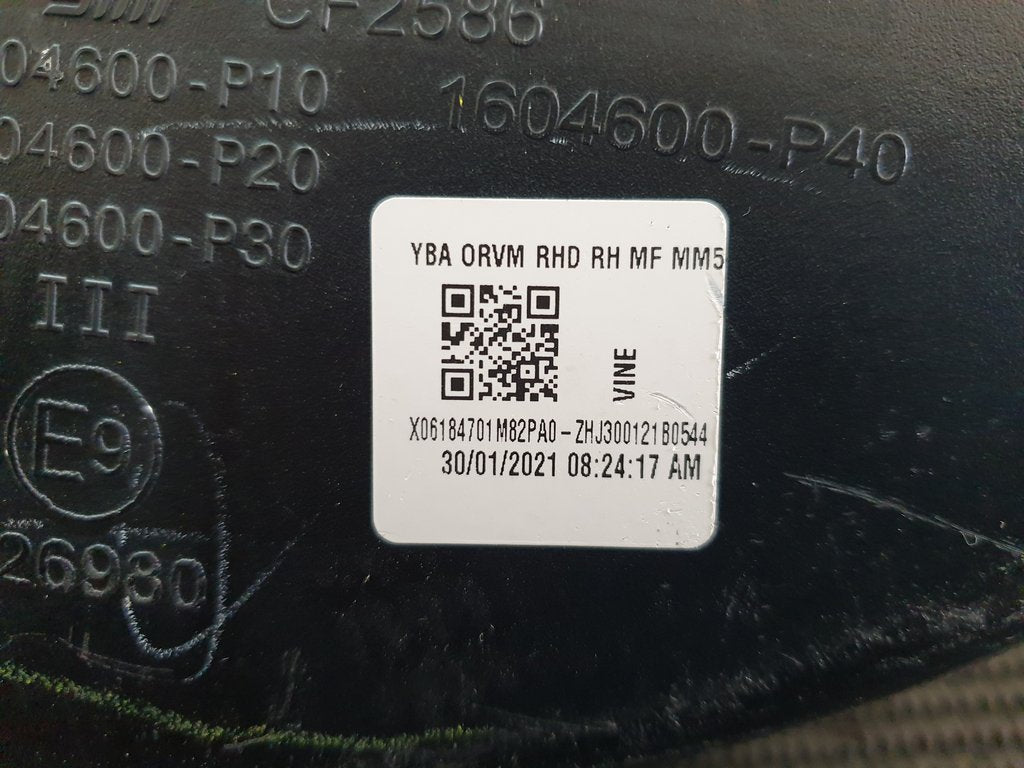 CF2586
04600-P10
04600-P20
04600-P30
III
E9
26980
1604600-P40
YBA ORVM RHD RH MF MM5
VINE
X06184701M82PA0-ZHJ300121B0544
30/01/2021 08:24:17 AM